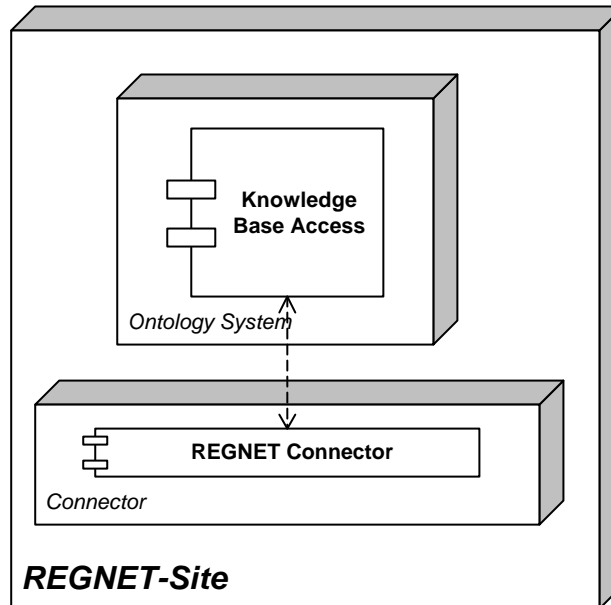 Knowledge
Base Access
Ontology System
REGNET Connector
Connector
REGNET-Site